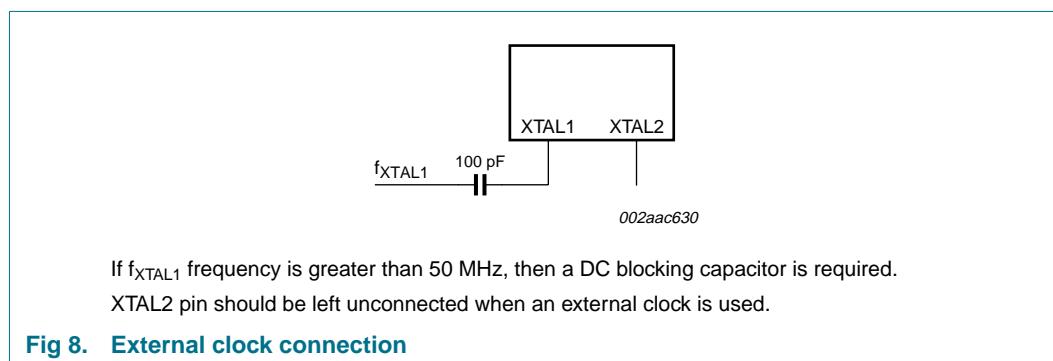 XTAL1 XTAL2
100 pF
fXTAL1
002aac630
If fXTAL1 frequency is greater than 50 MHz, then a DC blocking capacitor is required.
XTAL2 pin should be left unconnected when an external clock is used.
Fig 8. External clock connection